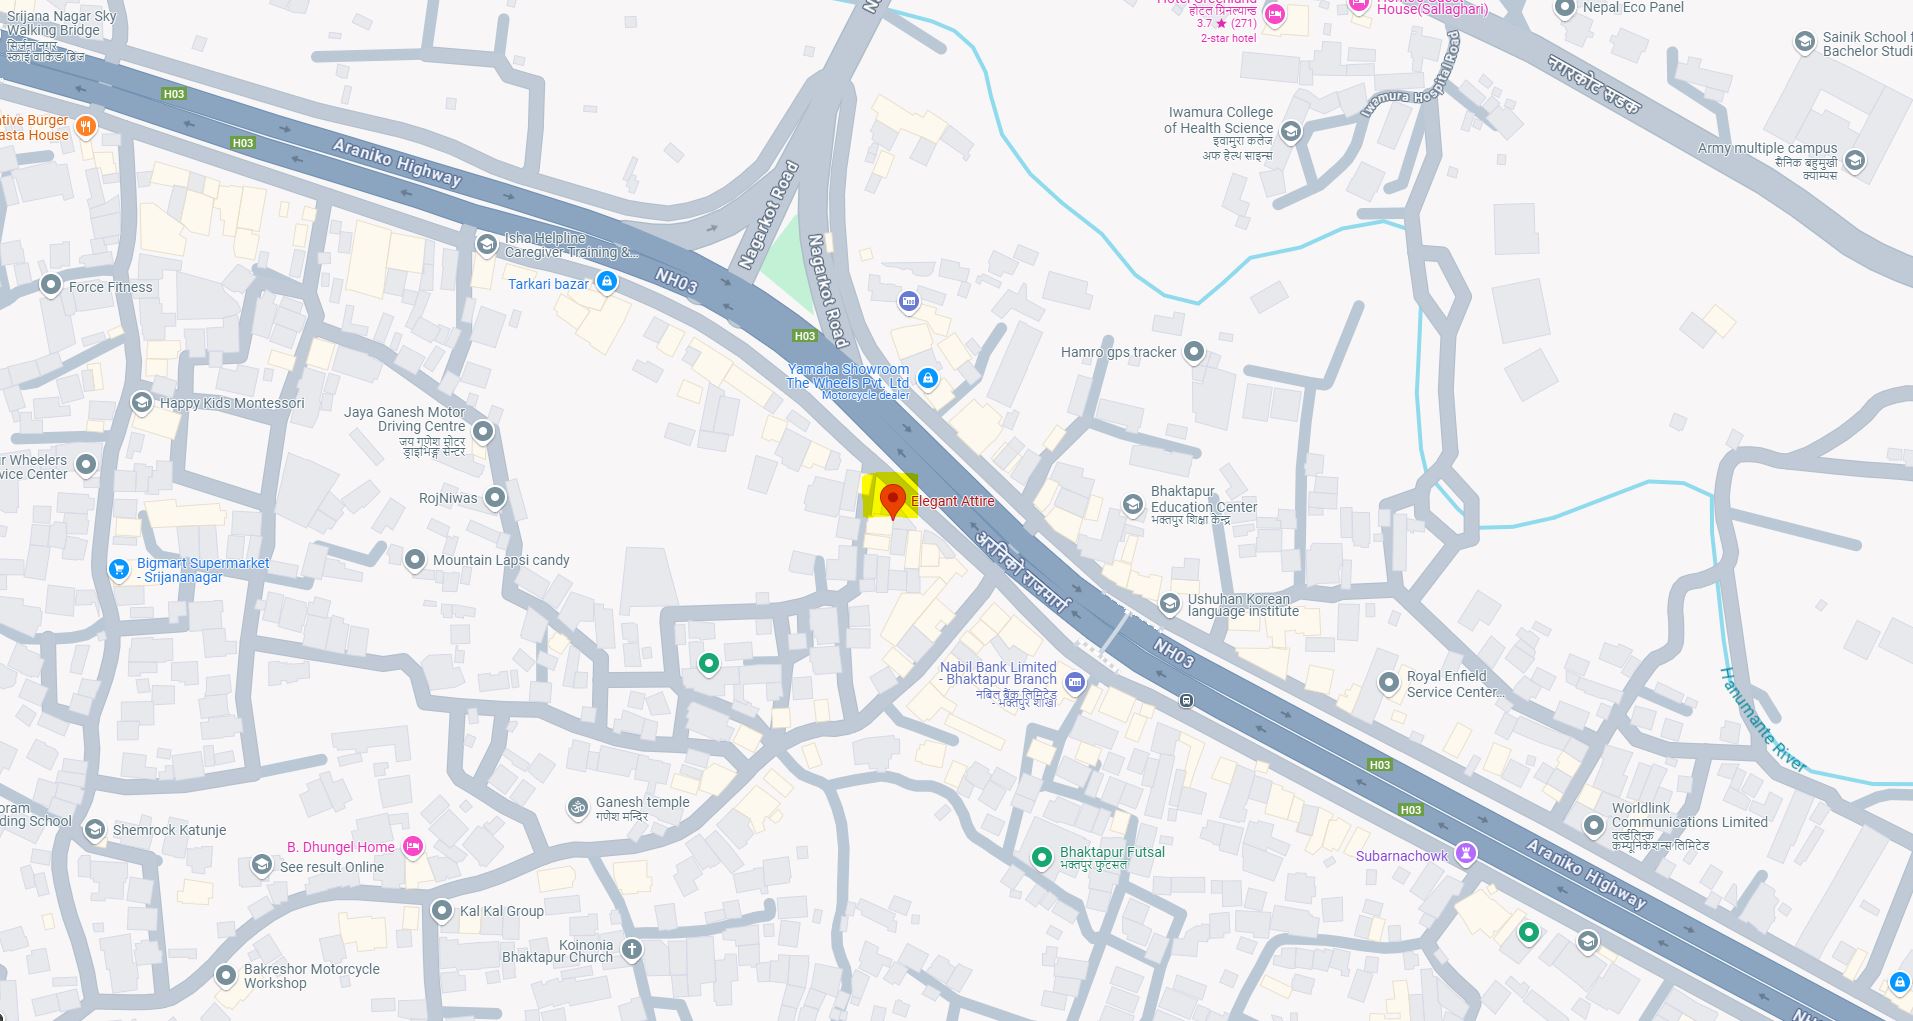 Srijana Nagar Sky
Walking Bridge
सिर्जना नगर
स्काई वाकिङ ब्रिज
H03
H03
Araniko Highway
NH03
H03
Nagarkot Road
Nagarkot Road
होटल ग्रिनल्यान्ड
3.7 ★ (271)
2-star hotel
House(Sallaghari)
Nepal Eco Panel
Sainik School
Bachelor Studi
नगरकोट सडक
Iwamura Hospital Road
Iwamura College
of Health Science
इवामुरा कलेज
अफ हेल्थ साइन्स
Army multiple campus
सैनिक बहुमुखी
क्याम्पस
tive Burger
asta House
Isha Helpline
Caregiver Training &...
Tarkari bazar
Force Fitness
Hamro gps tracker
Yamaha Showroom
The Wheels Pvt. Ltd
Motorcycle dealer
Happy Kids Montessori
Jaya Ganesh Motor
Driving Centre
जय गणेश मोटर
ड्राइभिङ्ग सेन्टर
r Wheelers
vice Center
RojNiwas
Elegant Attire
Bhaktapur
Education Center
भक्तपुर शिक्षा केन्द्र
अरनिको राजमार्ग
Mountain Lapsi candy
Bigmart Supermarket
- Srijananagar
Ushuhan Korean
language institute
NH03
Nabil Bank Limited
- Bhaktapur Branch
नबिल बैंक लिमिटेड
- भक्तपुर शाखा
Royal Enfield
Service Center...
Hanumante River
H03
H03
Ganesh temple
गणेश मन्दिर
oram
ding School
Shemrock Katunje
B. Dhungel Home
See result Online
Bhaktapur Futsal
भक्तपुर फुटसल
Subarnachowk
Worldlink
Communications Limited
वर्ल्डलिन्क
कम्यूनिकेशन्स लिमिटेड
Araniko Highway
Kal Kal Group
Koinonia
Bhaktapur Church
Bakreshor Motorcycle
Workshop